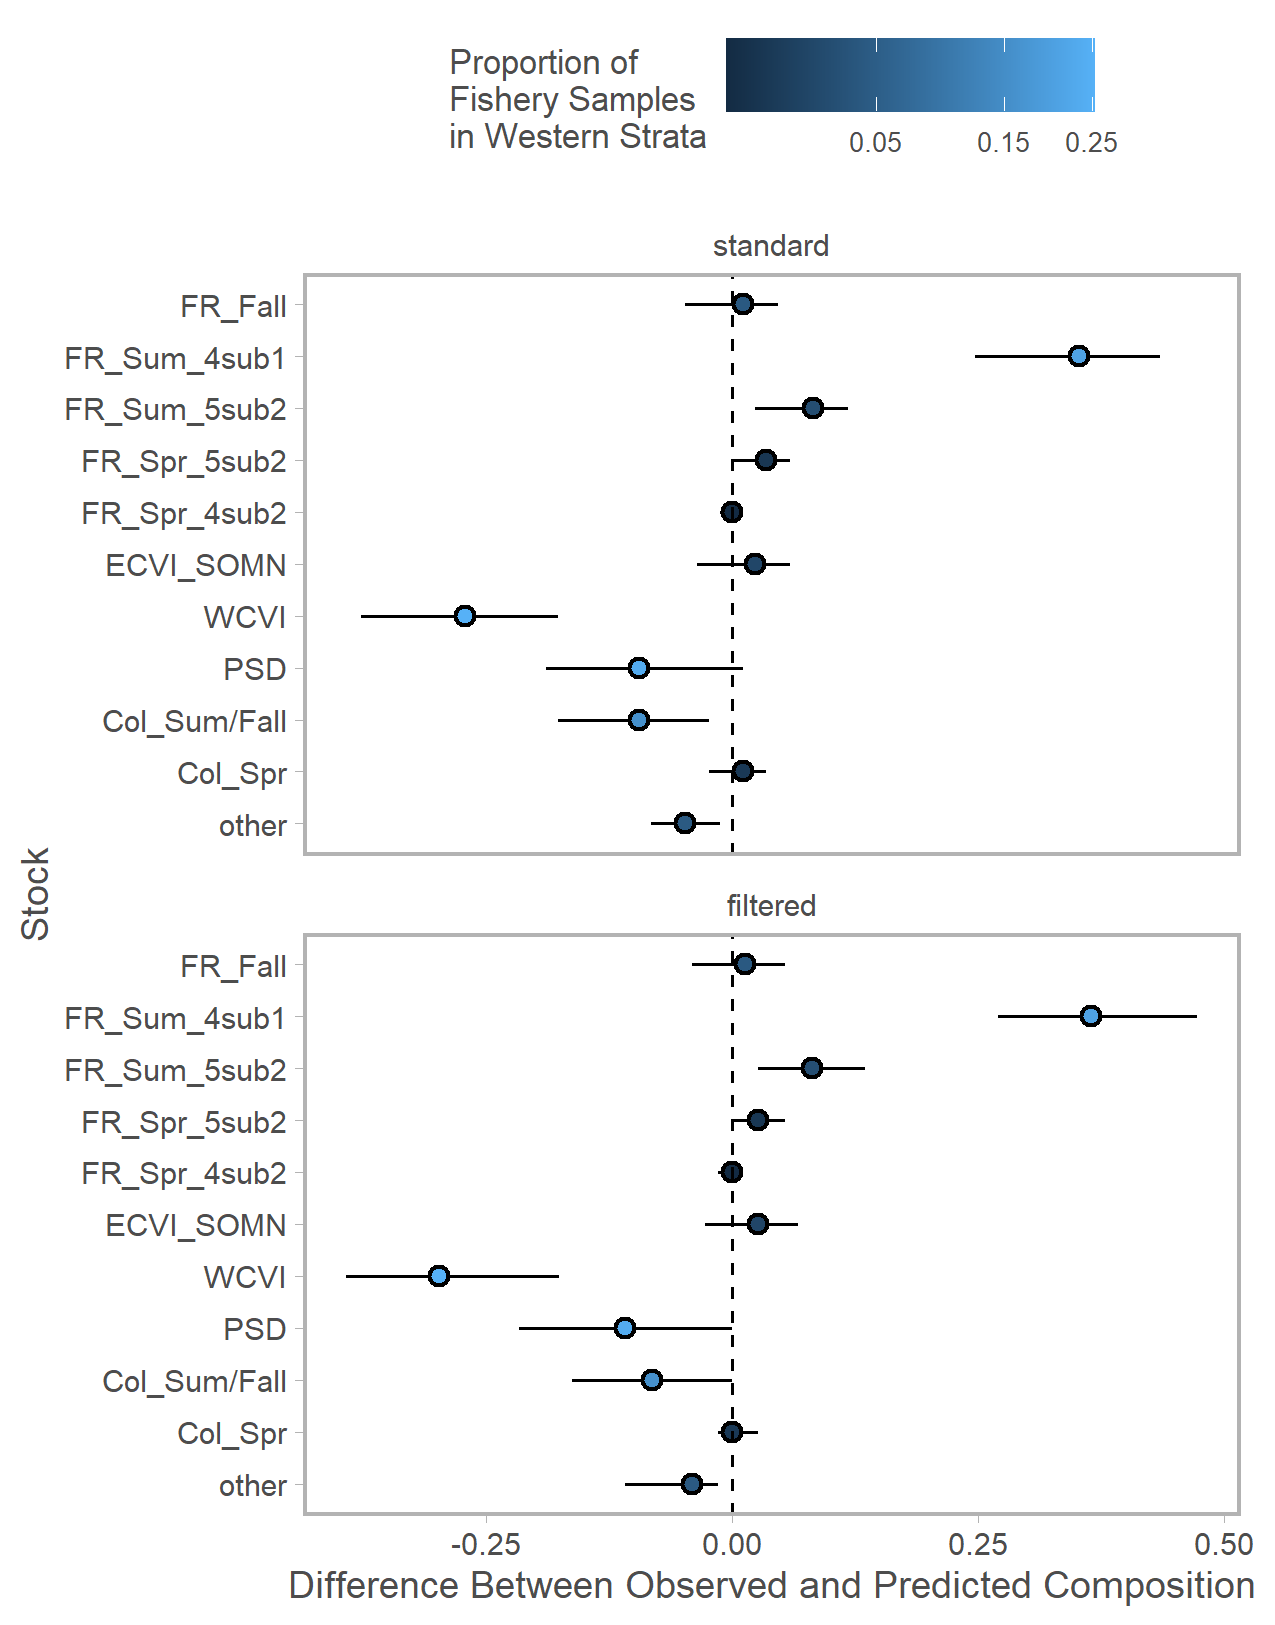 Proportion of
Fishery Samples
in Western Strata
0.05 0.15 0.25
standard
FR_Fall
FR_Sum_4sub1
FR_Sum_5sub2
FR_Spr_5sub2
FR_Spr_4sub2
ECVI_SOMN
WCVI
PSD
Col_Sum/Fall
Col_Spr
other
Stock
filtered
FR_Fall
FR_Sum_4sub1
FR_Sum_5sub2
FR_Spr_5sub2
FR_Spr_4sub2
ECVI_SOMN
WCVI
PSD
Col_Sum/Fall
Col_Spr
other
-0.25 0.00 0.25 0.50
Difference Between Observed and Predicted Composition